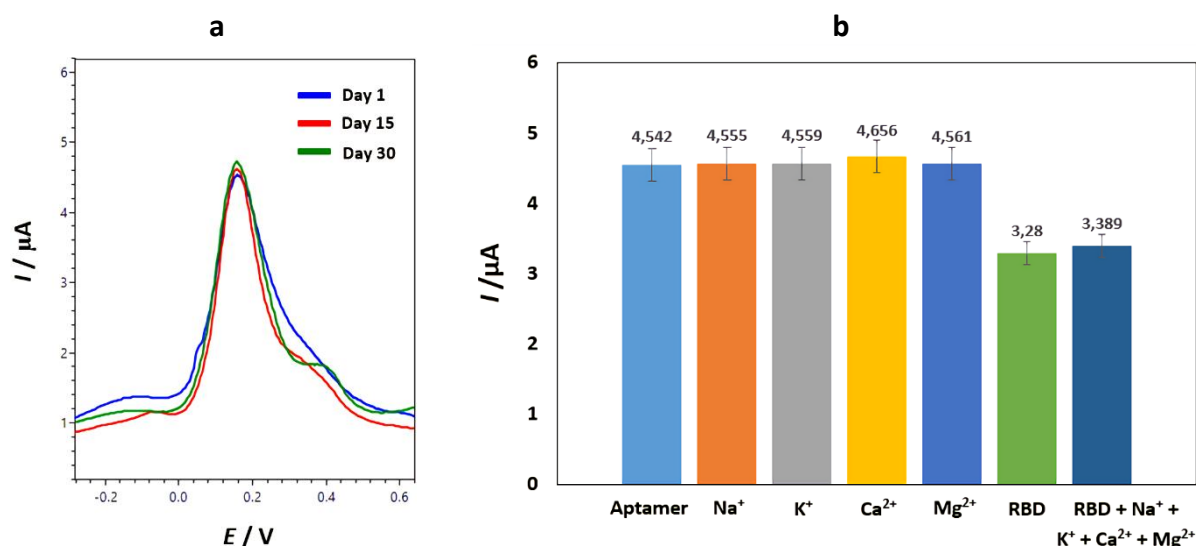 a
b
6
5
4
3
2
1
I / µA
Day 1
Day 15
Day 30
-0.2
0.0
0.2
0.4
0.6
E / V
6
5
4
3
2
1
0
I /µA
4,542
4,555
4,559
4,656
4,561
3,28
3,389
Aptamer
Na⁺
K⁺
Ca²⁺
Mg²⁺
RBD
RBD + Na⁺ +
K⁺ + Ca²⁺ + Mg²⁺